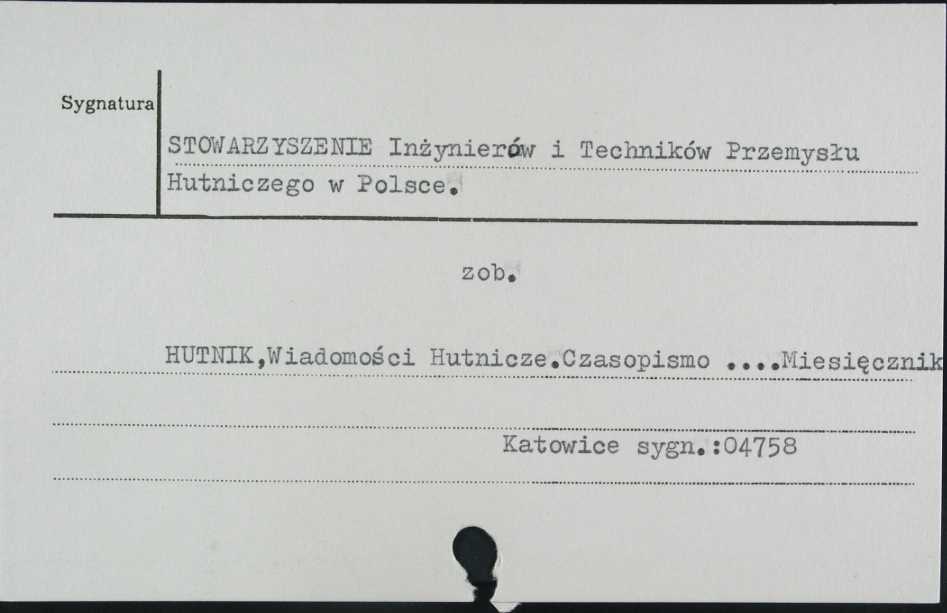 Sygnatura
STOWARZYSZENIE Inżynierów i Techników Przemysłu
Hutniczego w Polsce.
zob.
HUTNIK,Wiadomości Hutnicze.Czasopismo ....Miesięcznik
Katowice sygn.:04758